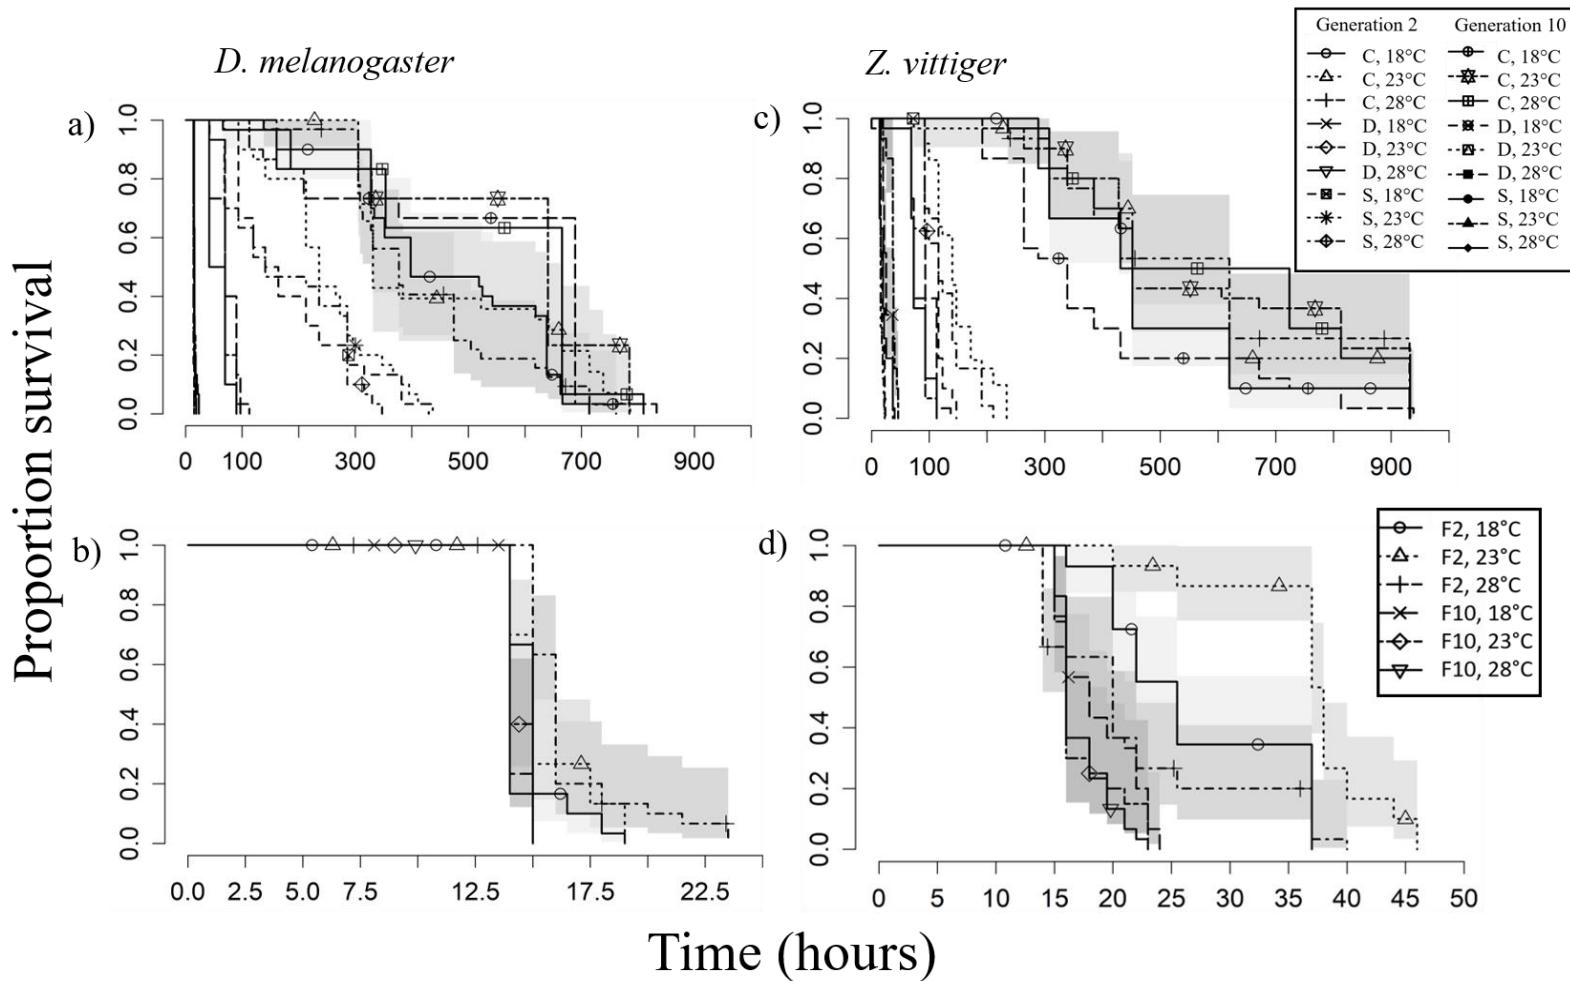 D. melanogaster
Z. vittiger
Generation 2 Generation 10
C, 18°C C, 18°C
C, 23°C C, 23°C
C, 28°C C, 28°C
D, 18°C D, 18°C
D, 23°C D, 23°C
D, 28°C D, 28°C
S, 18°C S, 18°C
S, 23°C S, 23°C
S, 28°C S, 28°C
Proportion survival
a)
1.0
0.8
0.6
0.4
0.2
0.0
0 100 300 500 700 900
c)
1.0
0.8
0.6
0.4
0.2
0.0
0 100 300 500 700 900
b)
1.0
0.8
0.6
0.4
0.2
0.0
0.0 2.5 5.0 7.5 12.5 17.5 22.5
d)
1.0
0.8
0.6
0.4
0.2
0.0
0 5 10 15 20 25 30 35 40 45 50
F2, 18°C
F2, 23°C
F2, 28°C
F10, 18°C
F10, 23°C
F10, 28°C
Time (hours)